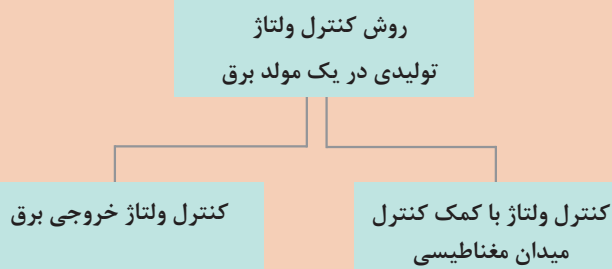 روش کنترل ولتاژ
تولیدی در یک مولد برق
کنترل ولتاژ با کمک کنترل
میدان مغناطیسی
کنترل ولتاژ خروجی برق